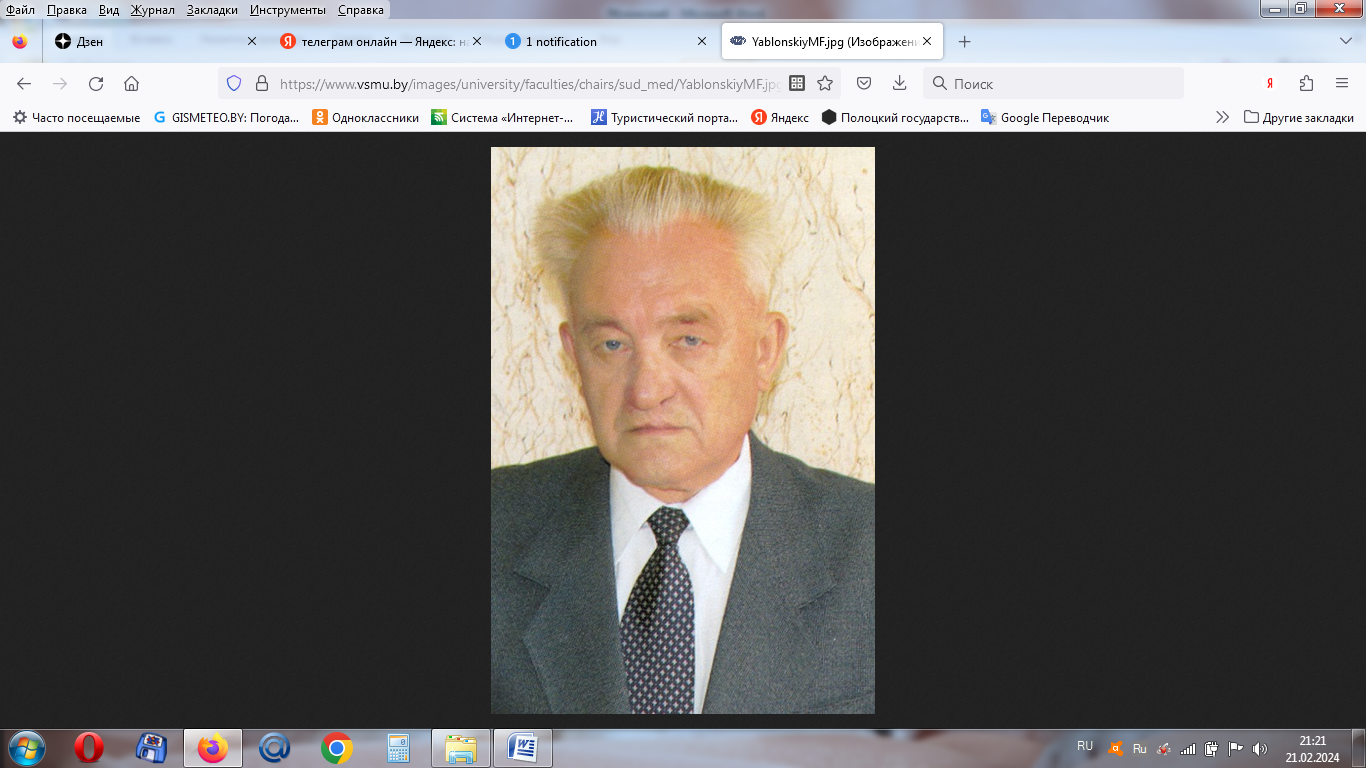 Файл Правка Вид Журнал Закладки Инструменты Справка
Дзен
телеграм онлайн — Яндекс: на
1 notification
YablonskiyMF.jpg (Изображени
https://www.vsmu.by/images/university/faculties/chairs/sud_med/YablonskiyMF.jpg
Поиск
Часто посещаемые
GISMETEO.BY: Погода...
Одноклассники
Система «Интернет-...
Туристический порта...
Яндекс
Полоцкий государств...
Google Переводчик
Другие закладки
RU
Ru
21:21
21.02.2024